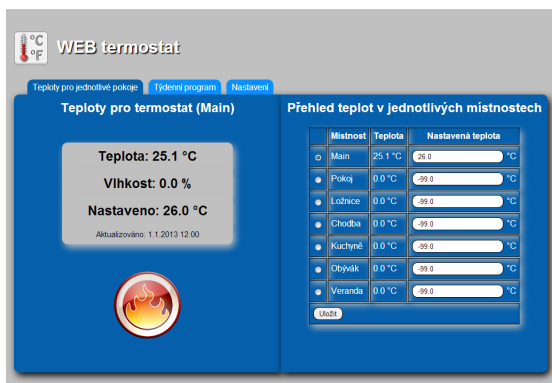 °C
°F
WEB termostat
Teploty pro jednotlivé pokoje Týdenní program Nastavení
Teploty pro termostat (Main)
Teplota: 25.1 °C
Vlhkost: 0.0 %
Nastaveno: 26.0 °C
Aktualizováno: 1.1.2013 12:00
Přehled teplot v jednotlivých místnostech
Místnost Teplota Nastavená teplota
Main 25.1 °C 26.0 °C
Pokoj 0.0 °C -99.0 °C
Ložnice 0.0 °C -99.0 °C
Chodba 0.0 °C -99.0 °C
Kuchyně 0.0 °C -99.0 °C
Obývák 0.0 °C -99.0 °C
Veranda 0.0 °C -99.0 °C
Uložit